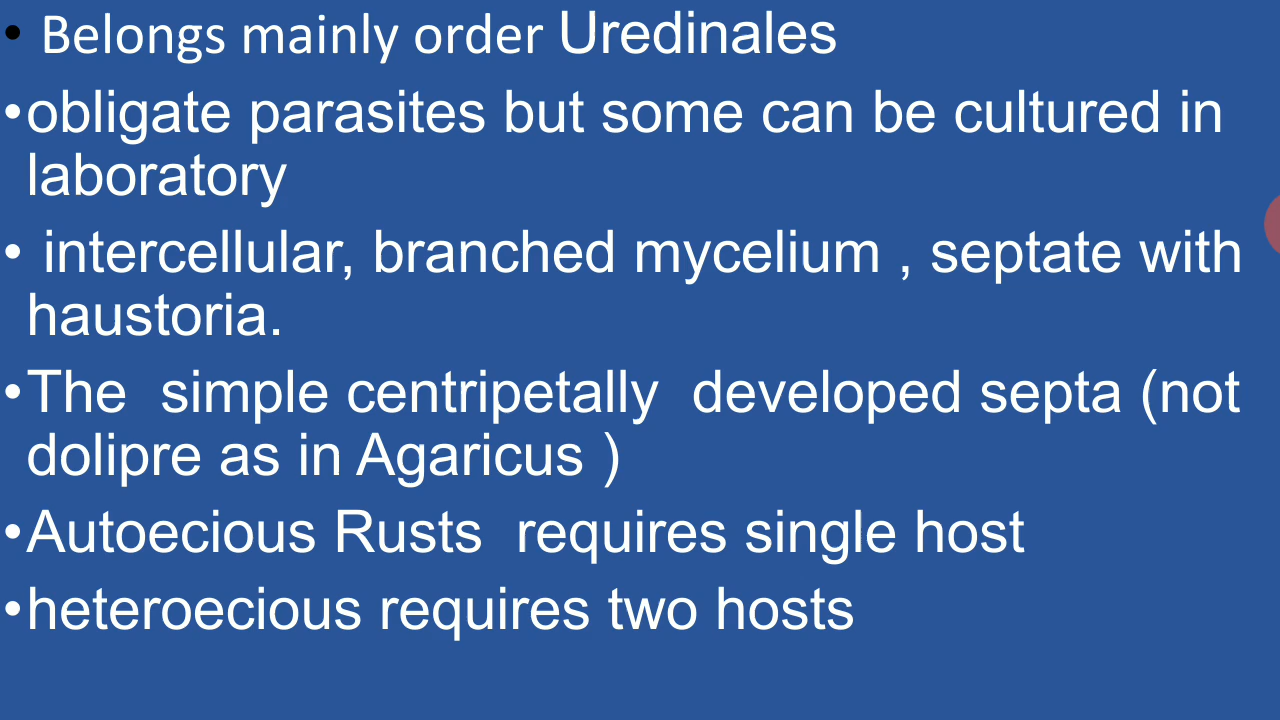 • Belongs mainly order Uredinales
•obligate parasites but some can be cultured in
laboratory
• intercellular, branched mycelium , septate with
haustoria.
•The  simple centripetally  developed septa (not
dolipre as in Agaricus )
•Autoecious Rusts  requires single host
•heteroecious requires two hosts